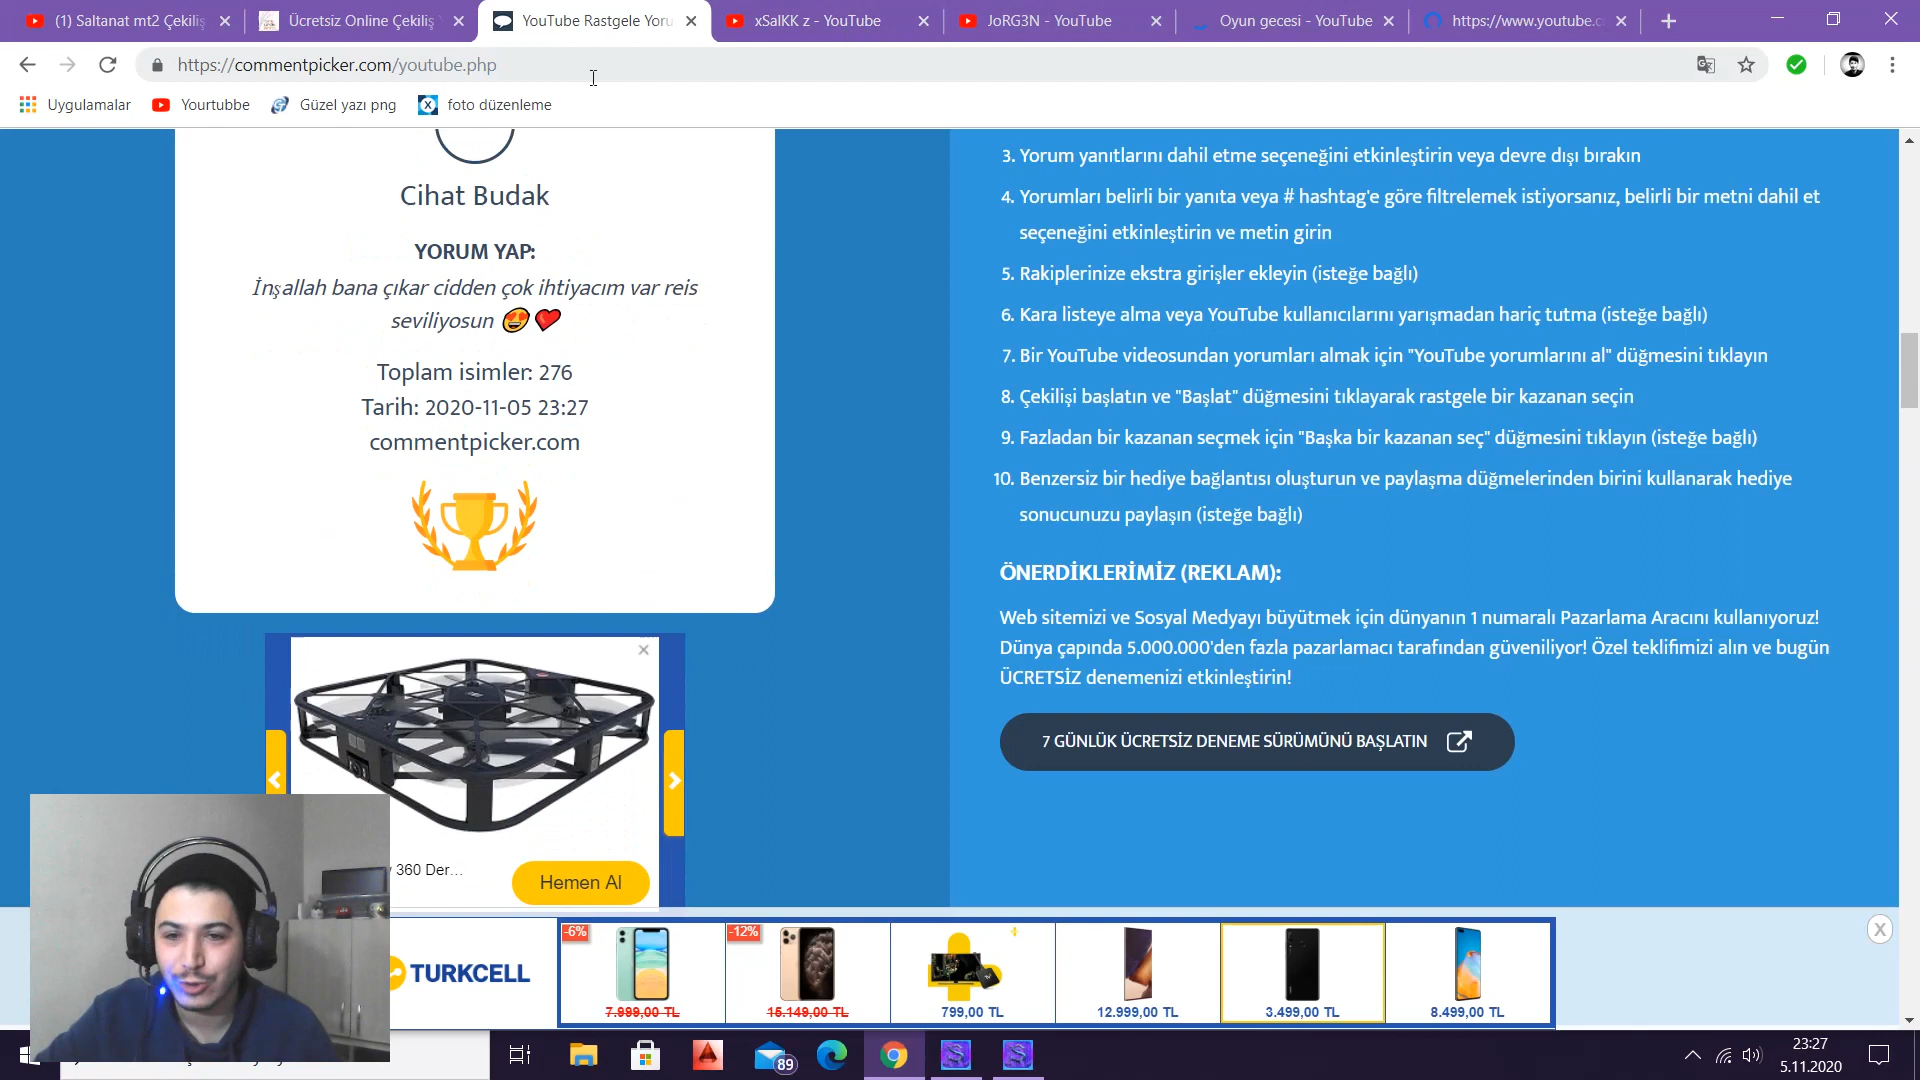 (1) Saltanat mt2 Çekiliş
Ücretsiz Online Çekiliş Y
YouTube Rastgele Yoru
xSalKK z - YouTube
JoRG3N - YouTube
Oyun gecesi - YouTube
https://www.youtube.c
https://commentpicker.com/youtube.php
Uygulamalar
Yourtubbe
Güzel yazı png
foto düzenleme
Cihat Budak
YORUM YAP:
İnşallah bana çıkar cidden çok ihtiyacım var reis
seviliyosun 😍❤️
Toplam isimler: 276
Tarih: 2020-11-05 23:27
commentpicker.com
3. Yorum yanıtlarını dahil etme seçeneğini etkinleştirin veya devre dışı bırakın
4. Yorumları belirli bir yanıta veya # hashtag'e göre filtrelemek istiyorsanız, belirli bir metni dahil et
seçeneğini etkinleştirin ve metin girin
5. Rakiplerinize ekstra girişler ekleyin (isteğe bağlı)
6. Kara listeye alma veya YouTube kullanıcılarını yarışmadan hariç tutma (isteğe bağlı)
7. Bir YouTube videosundan yorumları almak için "YouTube yorumlarını al" düğmesini tıklayın
8. Çekilişi başlatın ve "Başlat" düğmesini tıklayarak rastgele bir kazanan seçin
9. Fazladan bir kazanan seçmek için "Başka bir kazanan seç" düğmesini tıklayın (isteğe bağlı)
10. Benzersiz bir hediye bağlantısı oluşturun ve paylaşma düğmelerinden birini kullanarak hediye
sonucunuzu paylaşın (isteğe bağlı)
ÖNERDİKLERİMİZ (REKLAM):
Web sitemizi ve Sosyal Medyayı büyütmek için dünyanın 1 numaralı Pazarlama Aracını kullanıyoruz!
Dünya çapında 5.000.000'den fazla pazarlamacı tarafından güveniliyor! Özel teklifimizi alın ve bugün
ÜCRETSİZ denemenizi etkinleştirin!
7 GÜNLÜK ÜCRETSİZ DENEME SÜRÜMÜNÜ BAŞLATIN
360 Der...
Hemen Al
TURKCELL
-6%
7.999,00 TL
-12%
15.149,00 TL
799,00 TL
12.999,00 TL
3.499,00 TL
8.499,00 TL
X
89
23:27
5.11.2020